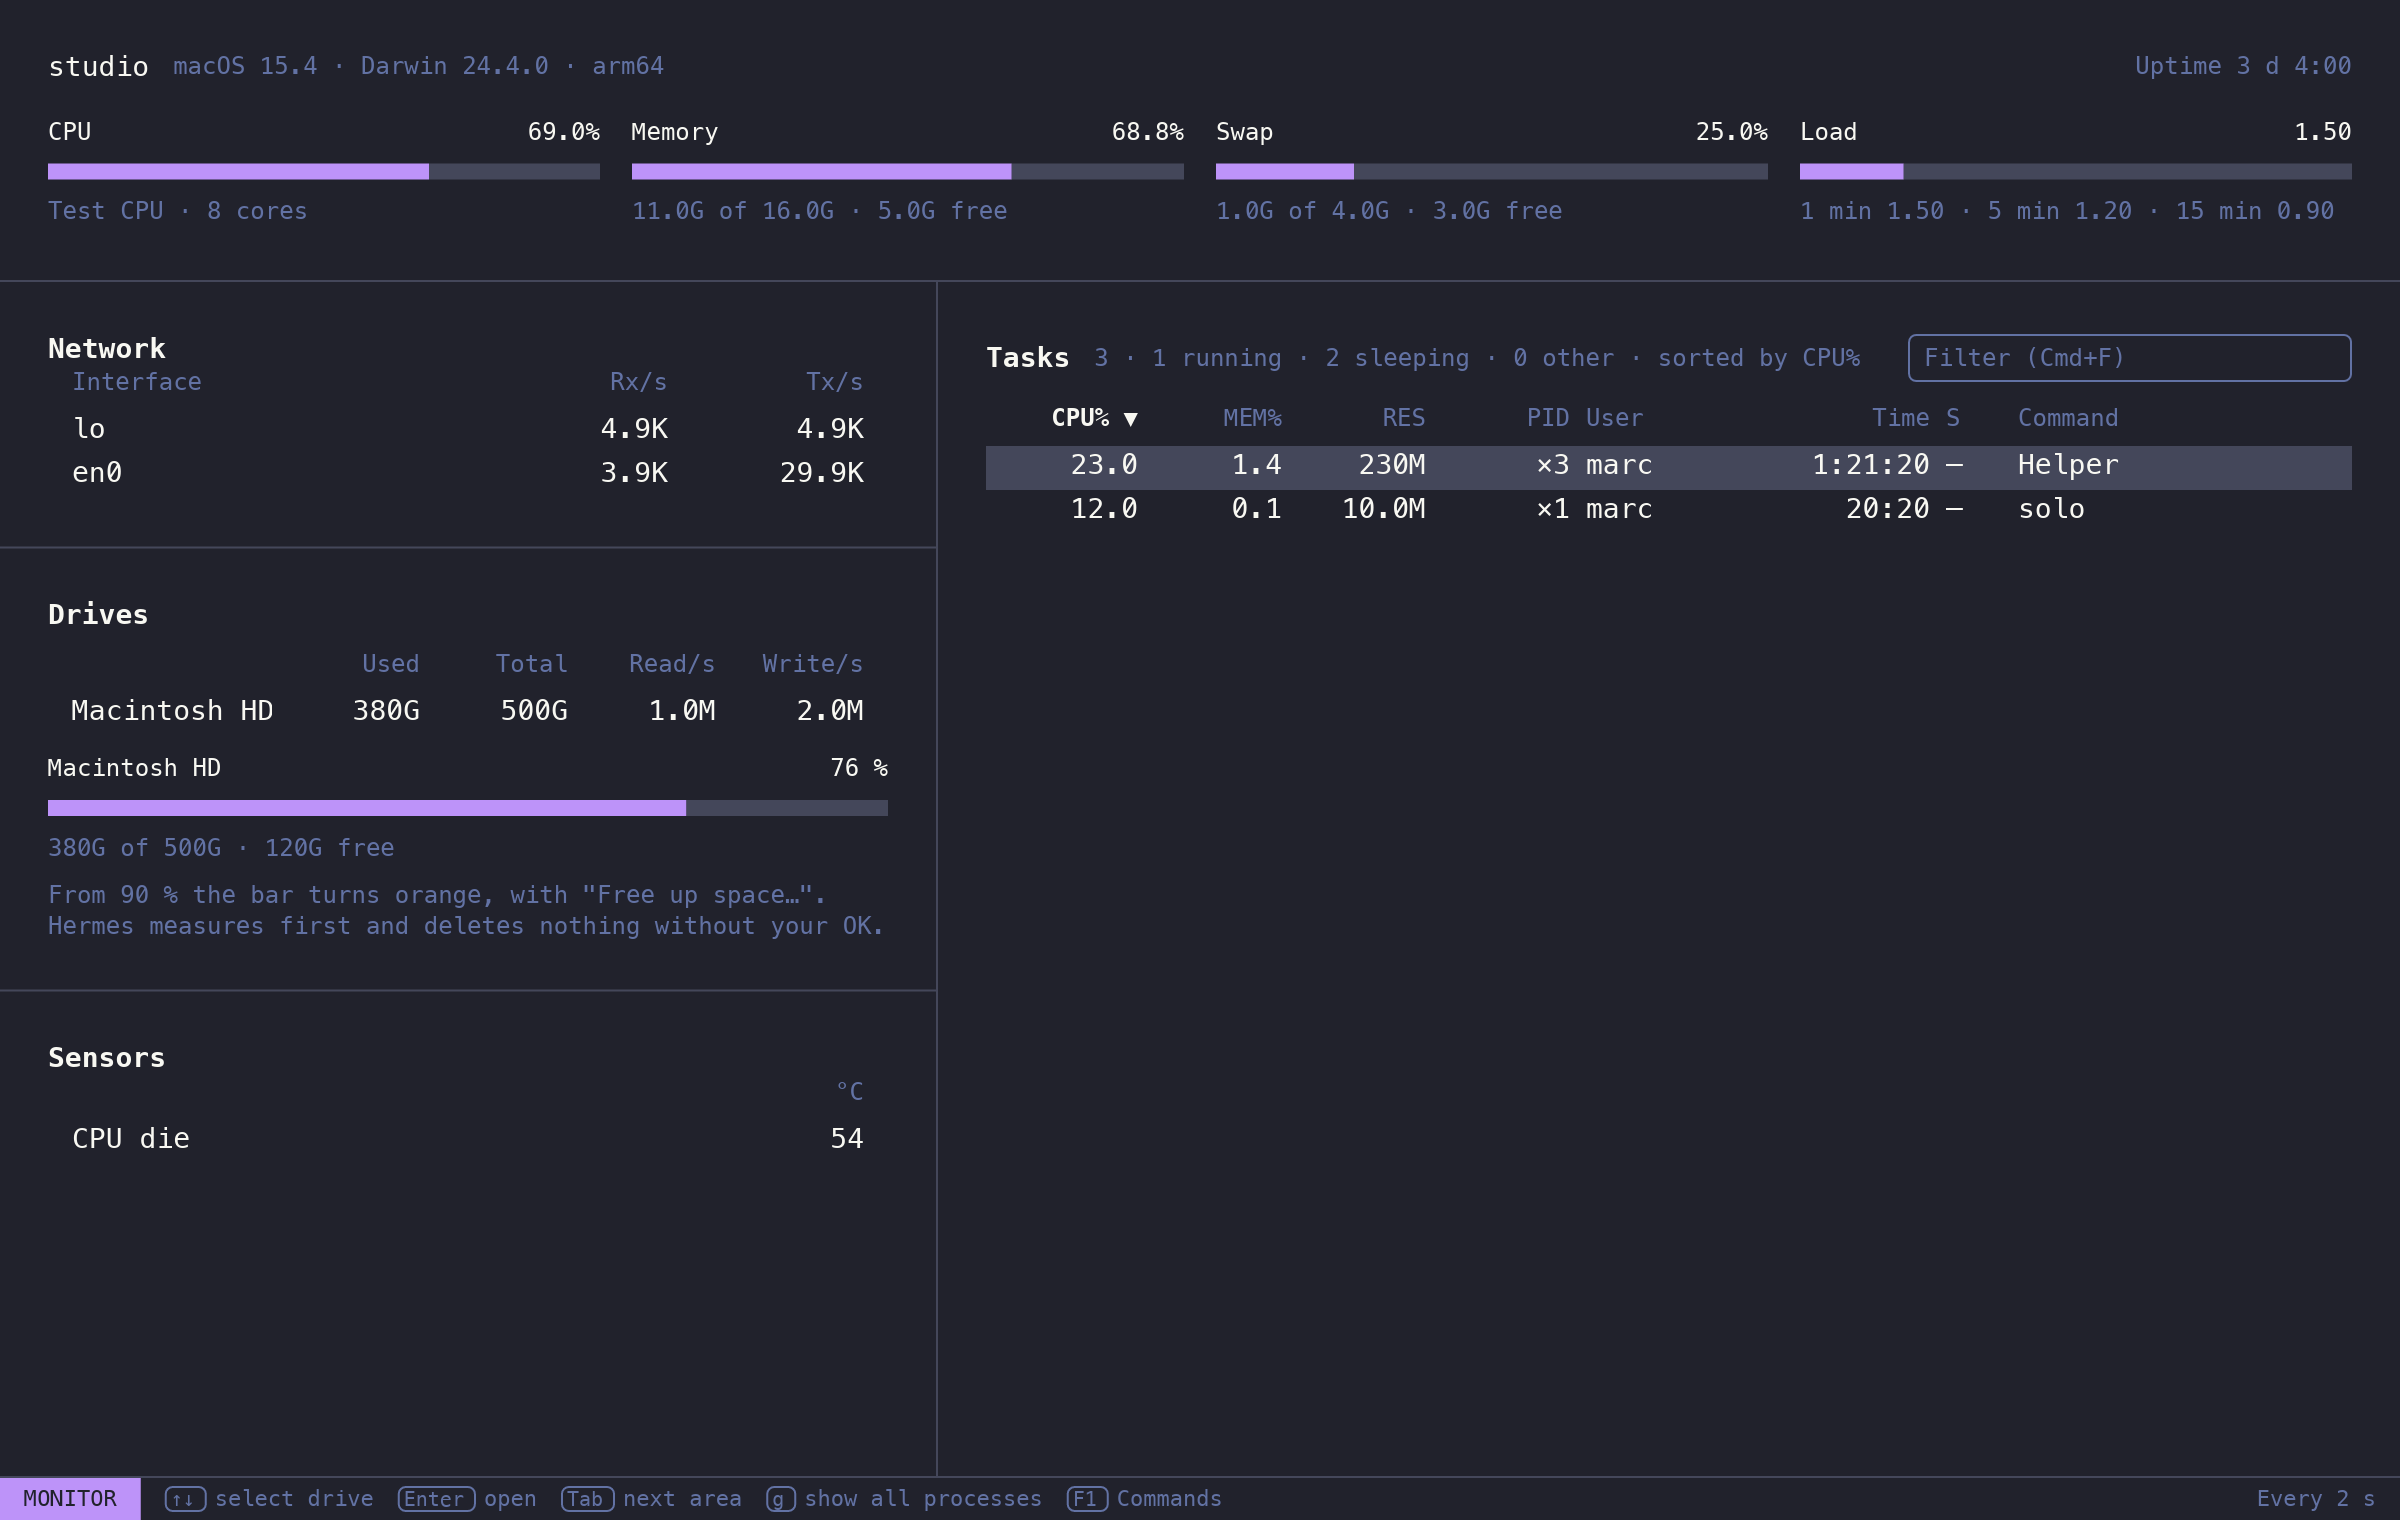 studio macOS 15.4 · Darwin 24.4.0 · arm64 Uptime 3 d 4:00
CPU 69.0% Memory 68.8% Swap 25.0% Load 1.50
Test CPU · 8 cores 11.0G of 16.0G · 5.0G free 1.0G of 4.0G · 3.0G free 1 min 1.50 · 5 min 1.20 · 15 min 0.90
Network
Interface Rx/s Tx/s
lo 4.9K 4.9K
en0 3.9K 29.9K
Drives
Used Total Read/s Write/s
Macintosh HD 380G 500G 1.0M 2.0M
Macintosh HD 76 %
380G of 500G · 120G free
From 90 % the bar turns orange, with "Free up space…".
Hermes measures first and deletes nothing without your OK.
Sensors
°C
CPU die 54
Tasks 3 · 1 running · 2 sleeping · 0 other · sorted by CPU% Filter (Cmd+F)
CPU% ▼ MEM% RES PID User Time S Command
23.0 1.4 230M ×3 marc 1:21:20 — Helper
12.0 0.1 10.0M ×1 marc 20:20 — solo
MONITOR ↑↓ select drive Enter open Tab next area g show all processes F1 Commands Every 2 s